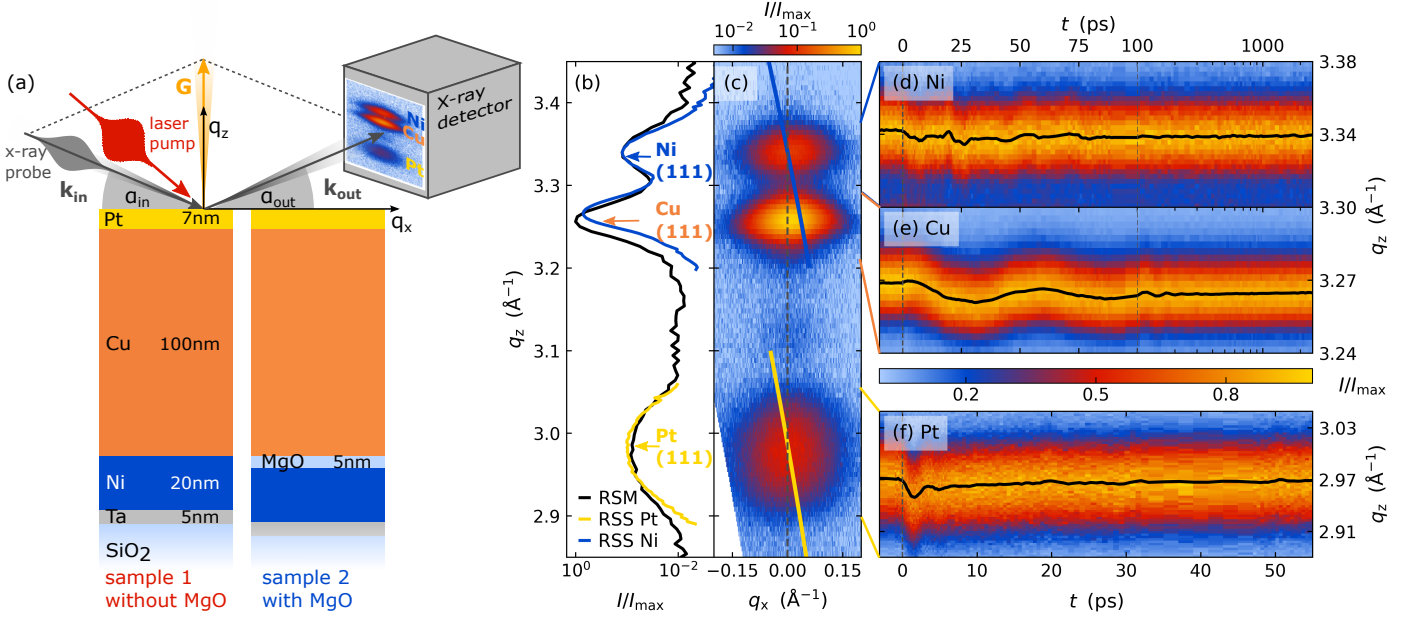 (a)
G
q_z
laser
pump
x-ray
probe
k_in
α_in
α_out
k_out
q_x
X-ray
detector
Ni
Cu
Pt
Pt 7nm
Cu 100nm
Ni 20nm
Ta 5nm
SiO2
MgO 5nm
sample 1
without MgO
sample 2
with MgO
(b)
q_z (Å⁻¹)
3.4
3.3
3.2
3.1
3.0
2.9
Ni
(111)
Cu
(111)
Pt
(111)
RSM
RSS Pt
RSS Ni
10⁰ 10⁻²
I/I_max
I/I_max
10⁻² 10⁻¹ 10⁰
(c)
−0.15 0.00 0.15
q_x (Å⁻¹)
t (ps)
0 25 50 75 100 1000
(d) Ni
3.38
3.34
3.30
q_z (Å⁻¹)
(e) Cu
3.27
3.24
0.2 0.5 0.8 I/I_max
(f) Pt
3.03
2.97
2.91
q_z (Å⁻¹)
0 10 20 30 40 50
t (ps)